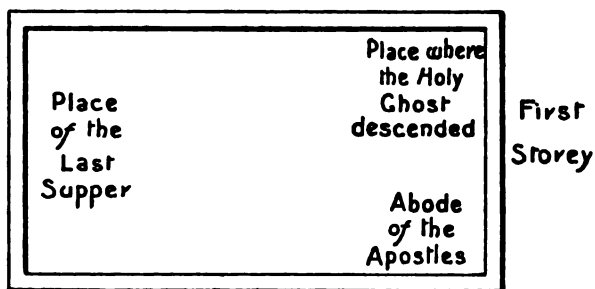 Place
of the
Last
Supper
Place where
the Holy
Ghost
descended
Abode
of the
Apostles
First
Storey